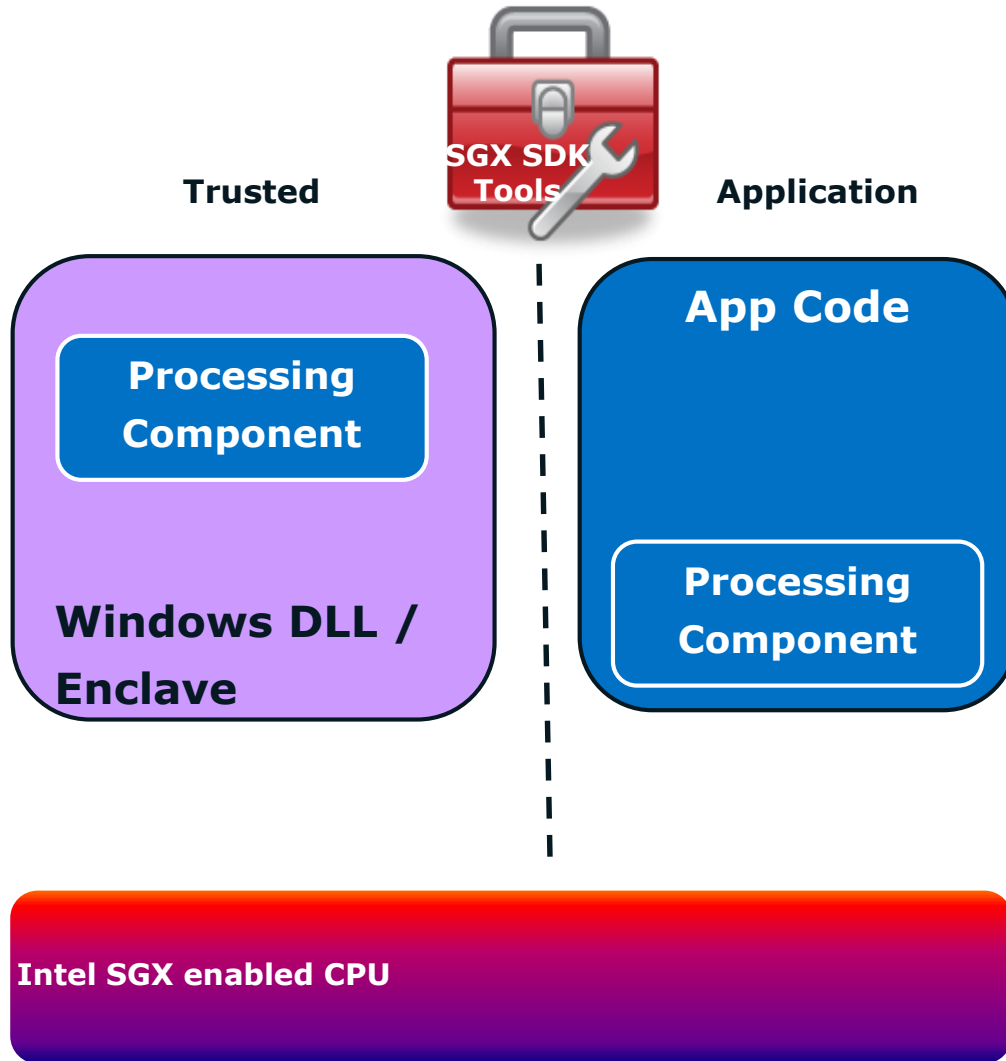 SGX SDK
Tools
Trusted
Application
App Code
Processing
Component
Windows DLL /
Enclave
Processing
Component
Intel SGX enabled CPU